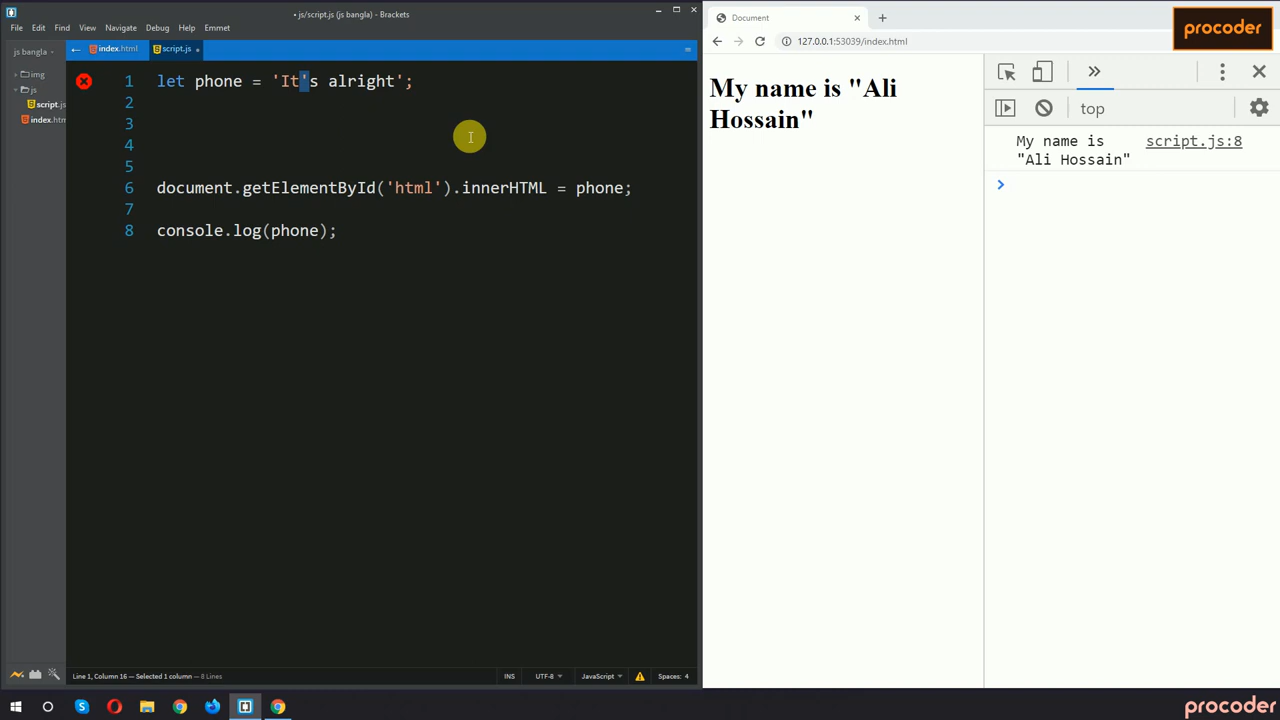 • js/script.js (js bangla) - Brackets
File Edit Find View Navigate Debug Help Emmet
js bangla
img
js
script.js
index.htm
index.html
script.js •
1 let phone = 'It's alright';
2
3
4
5
6 document.getElementById('html').innerHTML = phone;
7
8 console.log(phone);
Line 1, Column 16 — Selected 1 column — 8 Lines
INS UTF-8 JavaScript Spaces: 4
Document
127.0.0.1:53039/index.html
procoder
My name is "Ali
Hossain"
top
My name is script.js:8
"Ali Hossain"
procoder